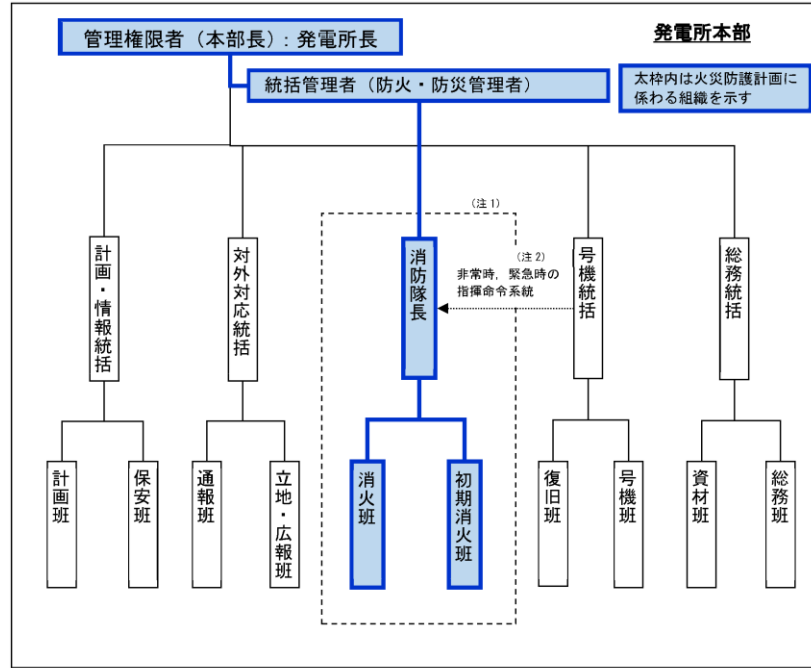 発電所本部
管理権限者（本部長）：発電所長
統括管理者（防火・防災管理者）
太枠内は火災防護計画に
係わる組織を示す
（注1）
計画・情報統括
対外対応統括
消防隊長
（注2）
非常時，緊急時の
指揮命令系統
号機統括
総務統括
計画班
保安班
通報班
立地・広報班
消火班
初期消火班
復旧班
号機班
資材班
総務班